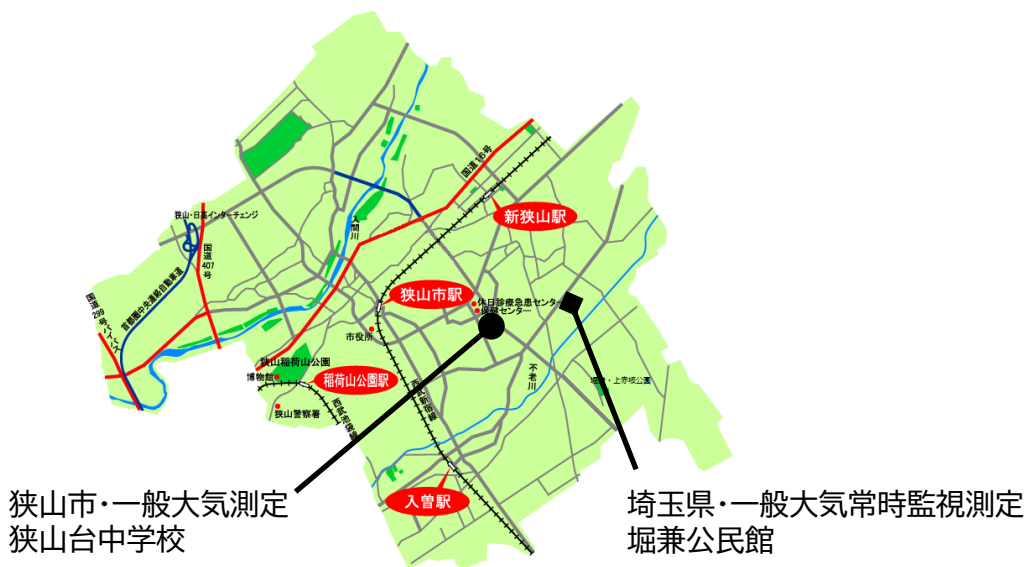 国道16号
新狭山駅
狭山・日高インターチェンジ
入間川
国道407号
首都圏中央連絡自動車道
国道299号バイパス
狭山市駅
休日診療急患センター
保健センター
市役所
狭山稲荷山公園
博物館
稲荷山公園駅
狭山警察署
西武池袋線
西武新宿線
不老川
堀兼・上赤坂公園
入曽駅
狭山市・一般大気測定
狭山台中学校
埼玉県・一般大気常時監視測定
堀兼公民館